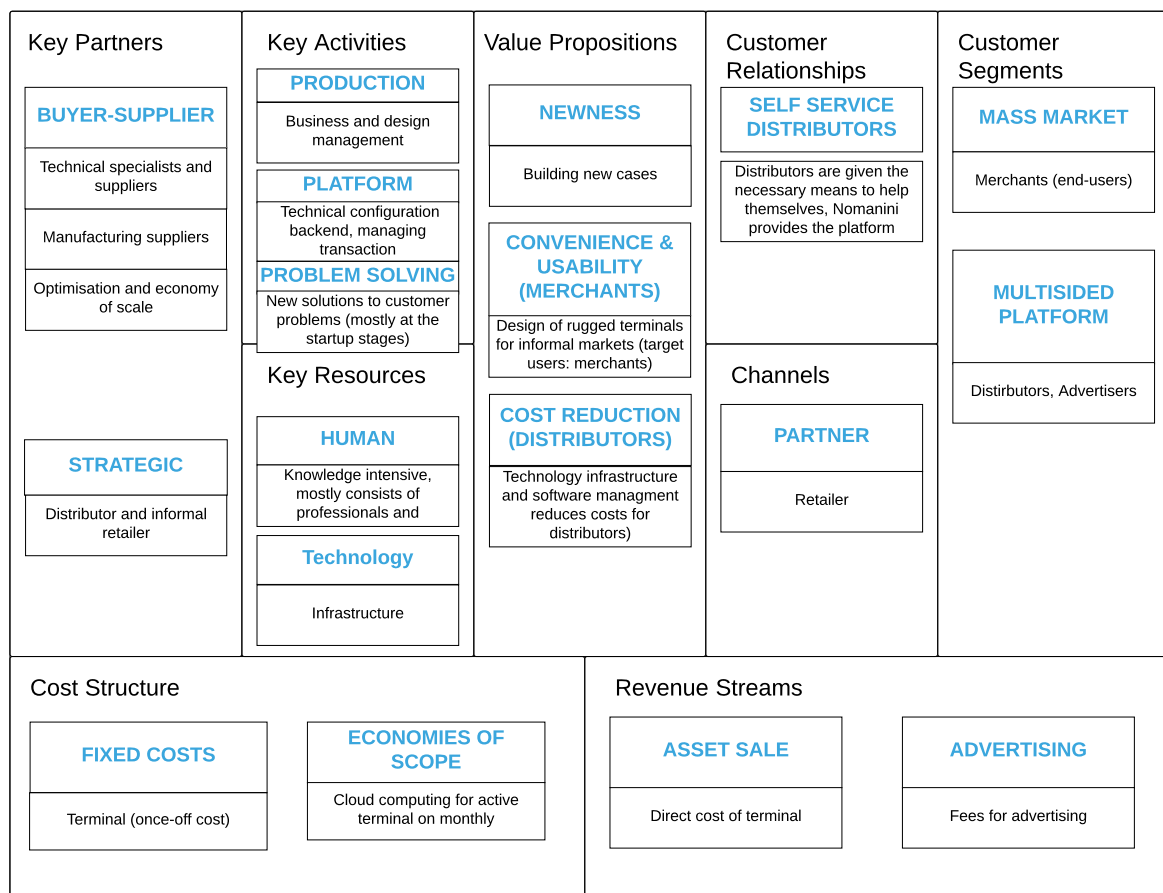 Key Partners
BUYER-SUPPLIER
Technical specialists and
suppliers
Manufacturing suppliers
Optimisation and economy
of scale
STRATEGIC
Distributor and informal
retailer
Key Activities
PRODUCTION
Business and design
management
PLATFORM
Technical configuration
backend, managing
transaction
PROBLEM SOLVING
New solutions to customer
problems (mostly at the
startup stages)
Key Resources
HUMAN
Knowledge intensive,
mostly consists of
professionals and
Technology
Infrastructure
Value Propositions
NEWNESS
Building new cases
CONVENIENCE &
USABILITY
(MERCHANTS)
Design of rugged terminals
for informal markets (target
users: merchants)
COST REDUCTION
(DISTRIBUTORS)
Technology infrastructure
and software managment
reduces costs for
distributors)
Customer
Relationships
SELF SERVICE
DISTRIBUTORS
Distributors are given the
necessary means to help
themselves, Nomanini
provides the platform
Channels
PARTNER
Retailer
Customer
Segments
MASS MARKET
Merchants (end-users)
MULTISIDED
PLATFORM
Distirbutors, Advertisers
Cost Structure
FIXED COSTS
Terminal (once-off cost)
ECONOMIES OF
SCOPE
Cloud computing for active
terminal on monthly
Revenue Streams
ASSET SALE
Direct cost of terminal
ADVERTISING
Fees for advertising